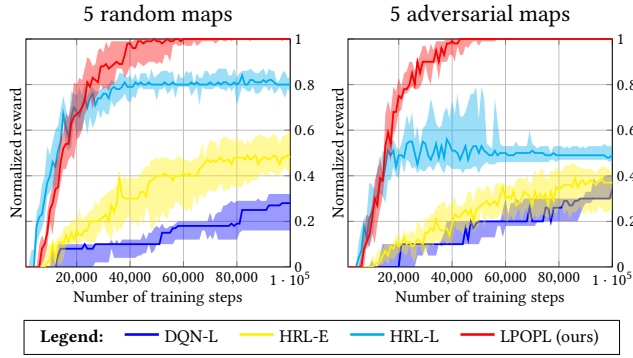 5 random maps
5 adversarial maps
Normalized reward
0
0.2
0.4
0.6
0.8
1
20,000 40,000 60,000 80,000 1 · 10^5
Number of training steps
Normalized reward
0
0.2
0.4
0.6
0.8
1
20,000 40,000 60,000 80,000 1 · 10^5
Number of training steps
Legend: DQN-L HRL-E HRL-L LPOPL (ours)